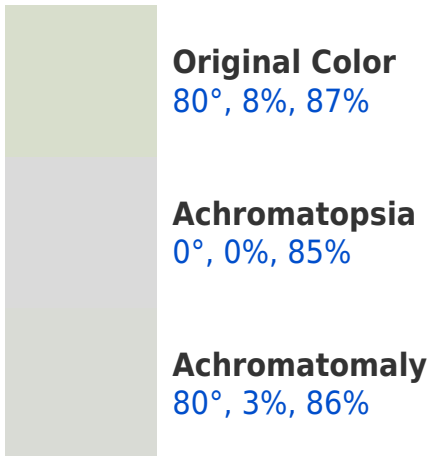 Original Color
80°, 8%, 87%
Achromatopsia
0°, 0%, 85%
Achromatomaly
80°, 3%, 86%